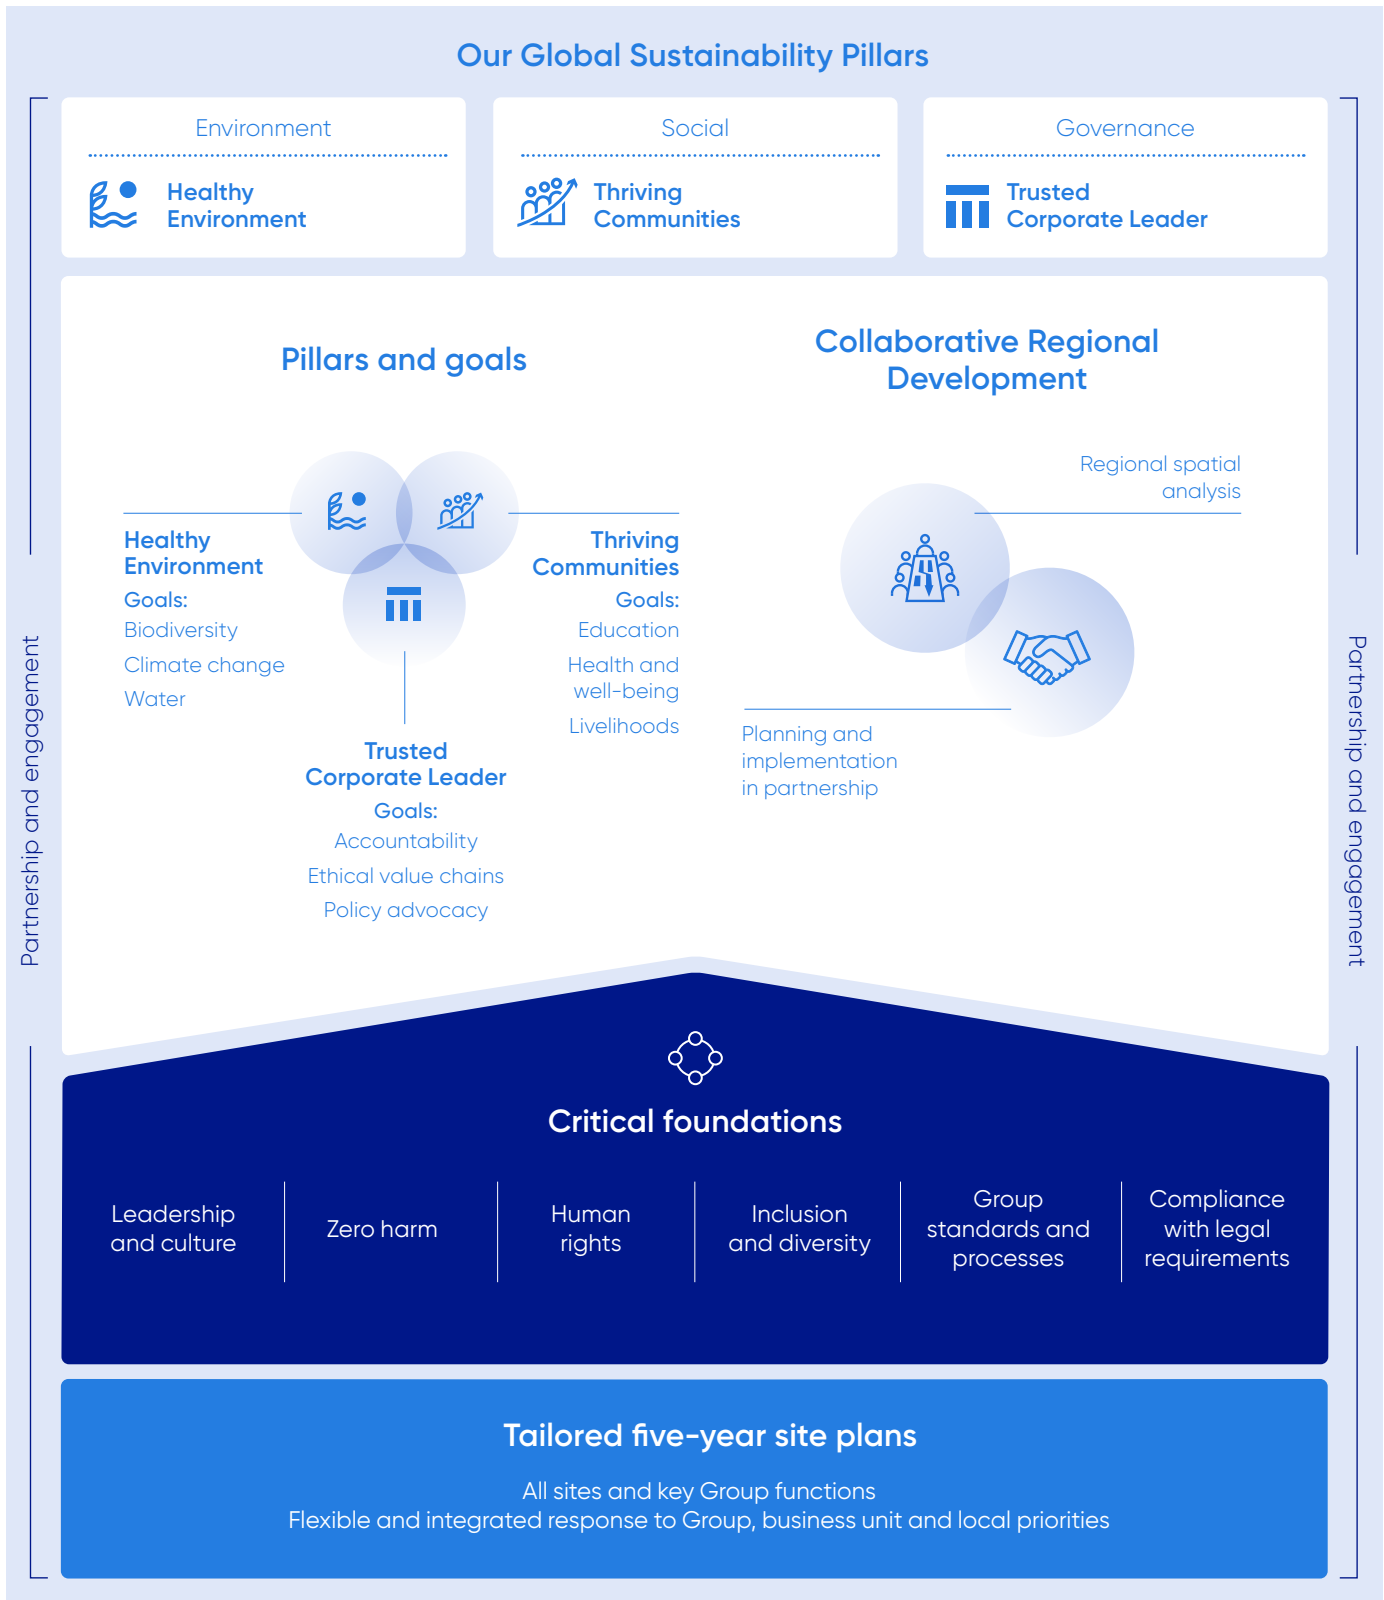 Our Global Sustainability Pillars
Environment
Healthy
Environment
Social
Thriving
Communities
Governance
Trusted
Corporate Leader
Partnership and engagement
Pillars and goals
Healthy
Environment
Goals:
Biodiversity
Climate change
Water
Thriving
Communities
Goals:
Education
Health and
well-being
Livelihoods
Trusted
Corporate Leader
Goals:
Accountability
Ethical value chains
Policy advocacy
Collaborative Regional
Development
Regional spatial
analysis
Planning and
implementation
in partnership
Partnership and engagement
Critical foundations
Leadership
and culture
Zero harm
Human
rights
Inclusion
and diversity
Group
standards and
processes
Compliance
with legal
requirements
Tailored five-year site plans
All sites and key Group functions
Flexible and integrated response to Group, business unit and local priorities